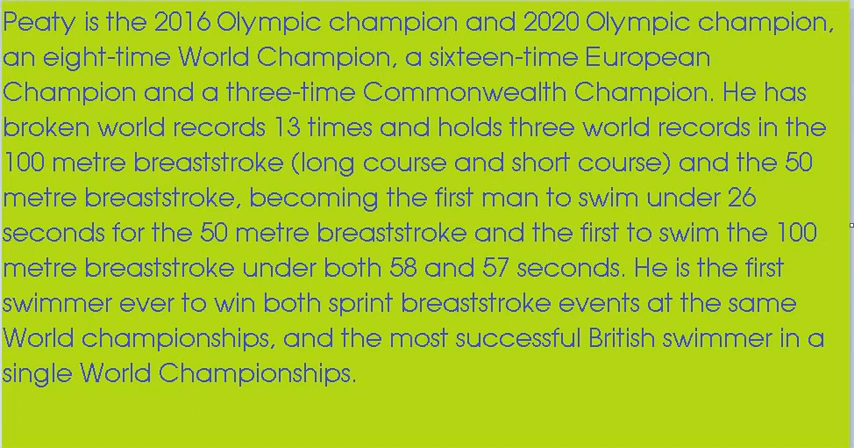 Peaty is the 2016 Olympic champion and 2020 Olympic champion,
an eight-time World Champion, a sixteen-time European
Champion and a three-time Commonwealth Champion. He has
broken world records 13 times and holds three world records in the
100 metre breaststroke (long course and short course) and the 50
metre breaststroke, becoming the first man to swim under 26
seconds for the 50 metre breaststroke and the first to swim the 100
metre breaststroke under both 58 and 57 seconds. He is the first
swimmer ever to win both sprint breaststroke events at the same
World championships, and the most successful British swimmer in a
single World Championships.